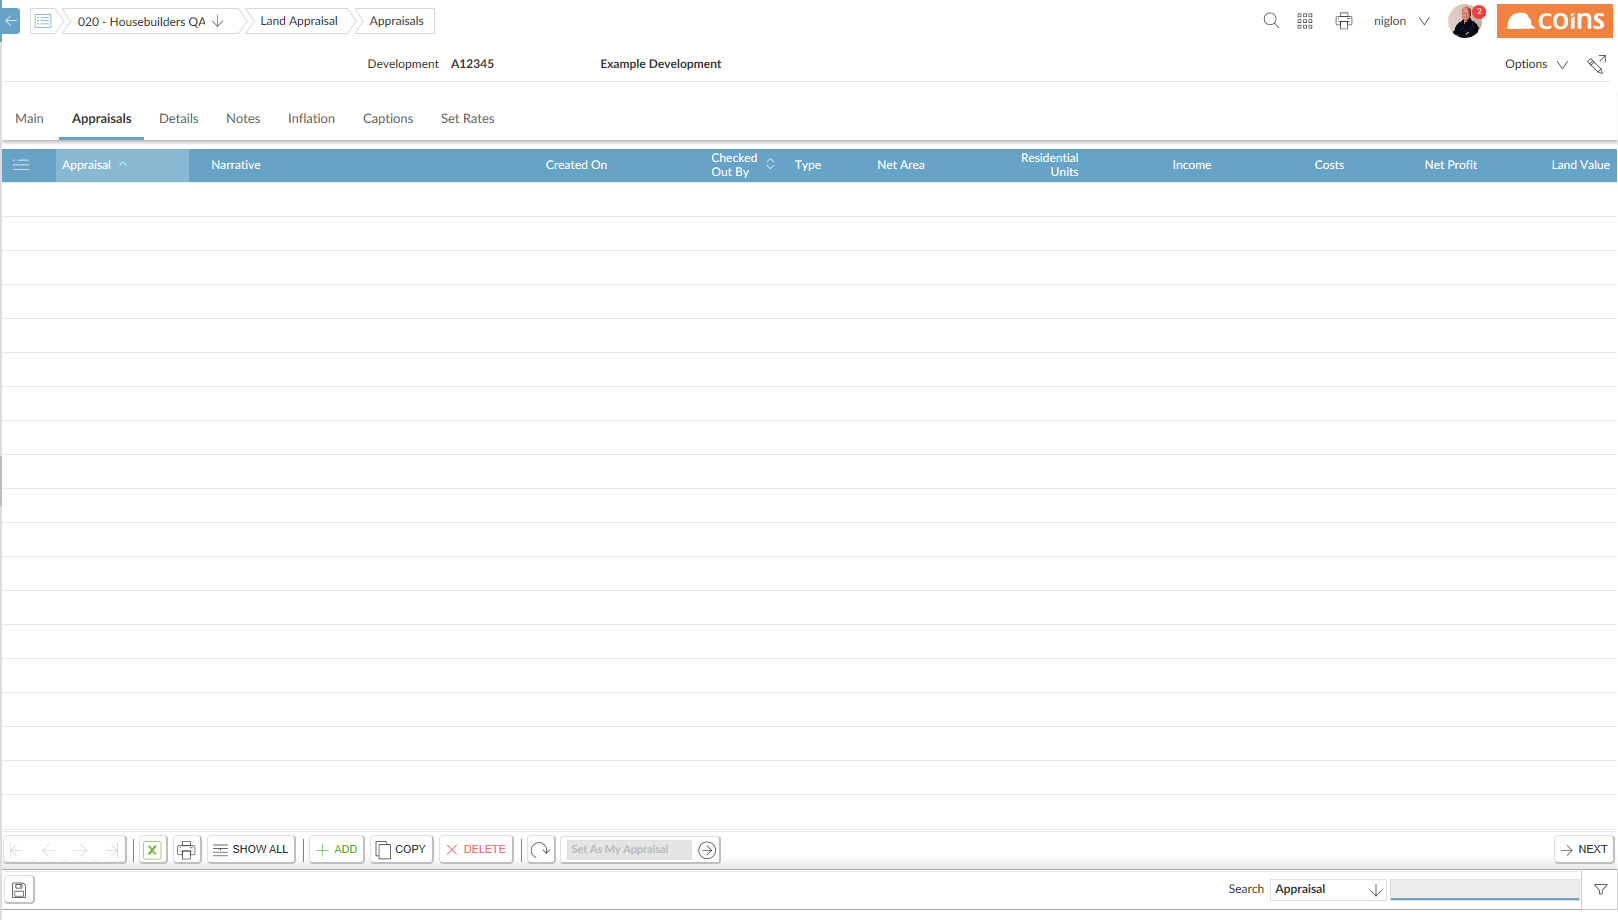 020 - Housebuilders QA
Land Appraisal
Appraisals
niglon
2
coins
Development A12345 Example Development
Options
Main Appraisals Details Notes Inflation Captions Set Rates
Appraisal Narrative Created On Checked Out By Type Net Area Residential Units Income Costs Net Profit Land Value
SHOW ALL ADD COPY DELETE Set As My Appraisal NEXT
Search Appraisal